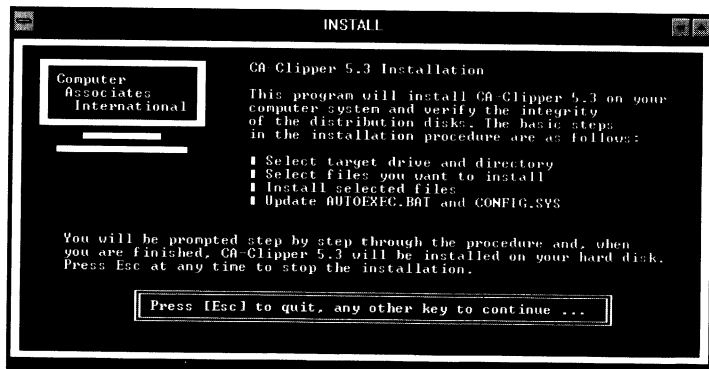 INSTALL
Computer
Associates
International
CA-Clipper 5.3 Installation
This program will install CA-Clipper 5.3 on your
computer system and verify the integrity
of the distribution disks. The basic steps
in the installation procedure are as follows:
Select target drive and directory
Select files you want to install
Install selected files
Update AUTOEXEC.BAT and CONFIG.SYS
You will be prompted step by step through the procedure and, when
you are finished, CA-Clipper 5.3 will be installed on your hard disk.
Press Esc at any time to stop the installation.
Press [Esc] to quit, any other key to continue ...